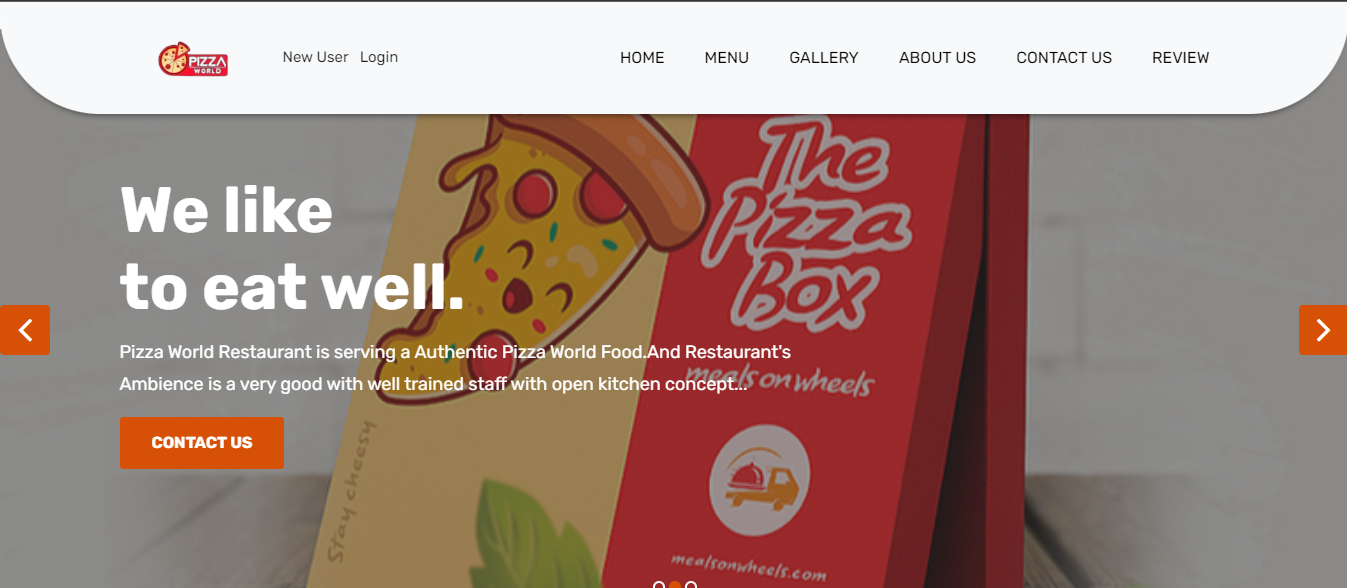 PIZZA
WORLD
New User Login
HOME MENU GALLERY ABOUT US CONTACT US REVIEW
The
Pizza
Box
We like
to eat well.
Pizza World Restaurant is serving a Authentic Pizza World Food.And Restaurant's
Ambience is a very good with well trained staff with open kitchen concept...
meals on wheels
CONTACT US
Stay cheesy
mealsonwheels.com